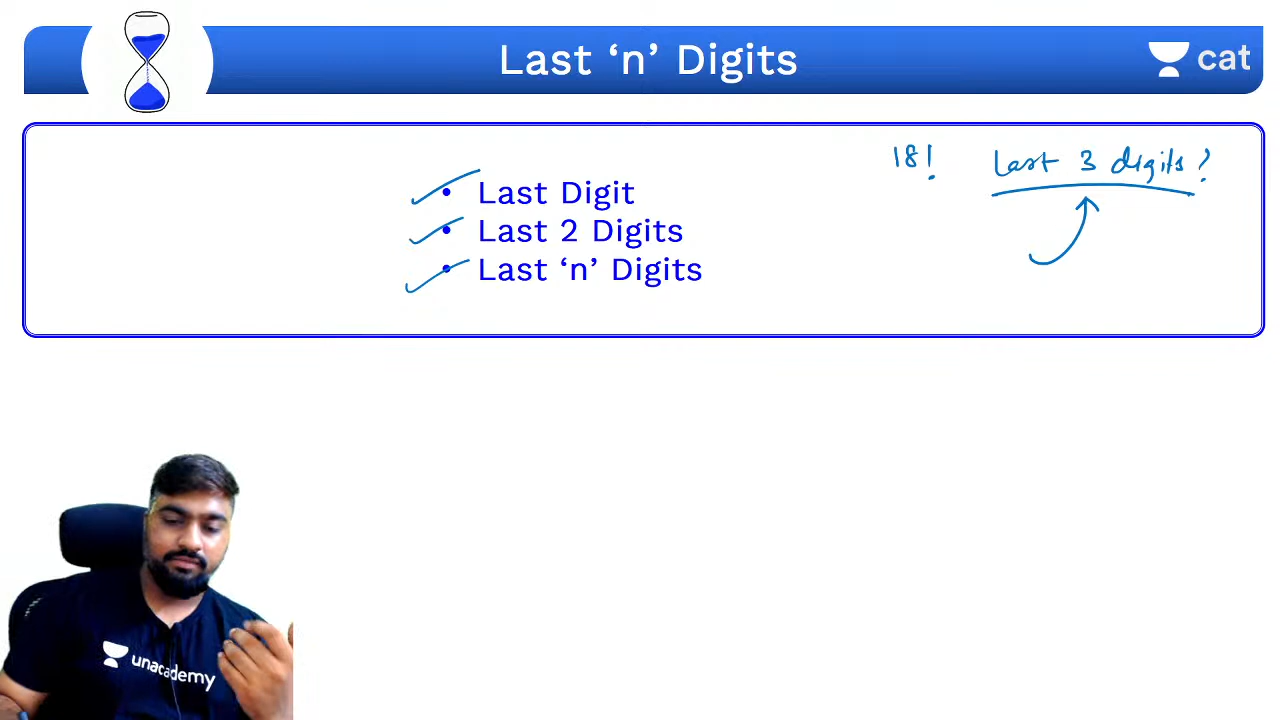 Last ‘n’ Digits
cat
18! Last 3 digits?
• Last Digit
• Last 2 Digits
• Last ‘n’ Digits
unacademy